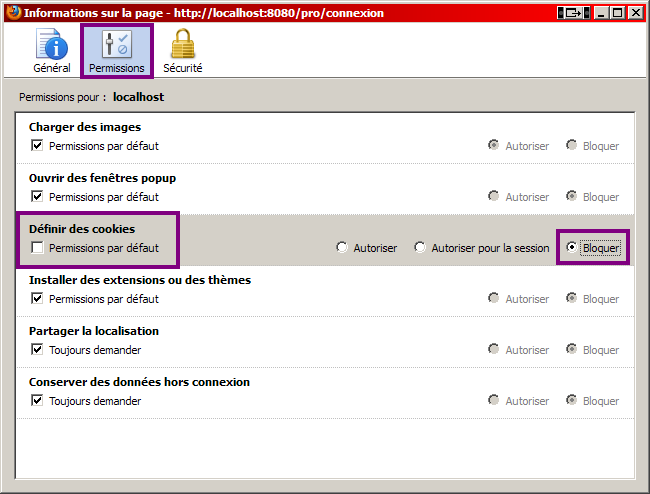 Informations sur la page - http://localhost:8080/pro/connexion
Général Permissions Sécurité
Permissions pour : localhost
Charger des images
Permissions par défaut Autoriser Bloquer
Ouvrir des fenêtres popup
Permissions par défaut Autoriser Bloquer
Définir des cookies
Permissions par défaut Autoriser Autoriser pour la session Bloquer
Installer des extensions ou des thèmes
Permissions par défaut Autoriser Bloquer
Partager la localisation
Toujours demander Autoriser Bloquer
Conserver des données hors connexion
Toujours demander Autoriser Bloquer